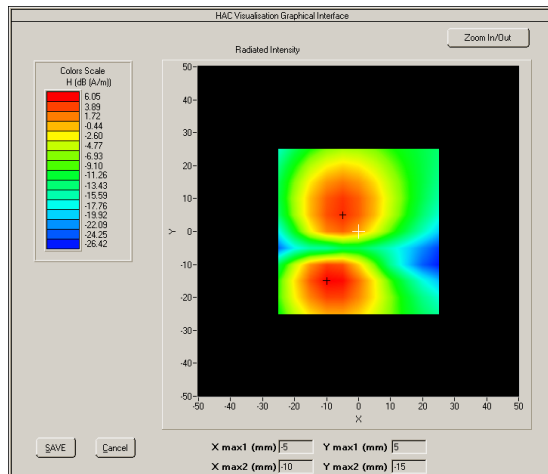 HAC Visualisation Graphical Interface
Zoom In/Out
Radiated Intensity
Colors Scale
H (dB (A/m))
6.05
3.89
1.72
-0.44
-2.60
-4.77
-6.93
-9.10
-11.26
-13.43
-15.59
-17.76
-19.92
-22.09
-24.25
-26.42
50-
40-
30-
20-
10-
0-
-10-
-20-
-30-
-40-
-50-
Y
-50 -40 -30 -20 -10 0 10 20 30 40 50
X
SAVE Cancel
X max1 (mm) -5 Y max1 (mm) 5
X max2 (mm) -10 Y max2 (mm) -15